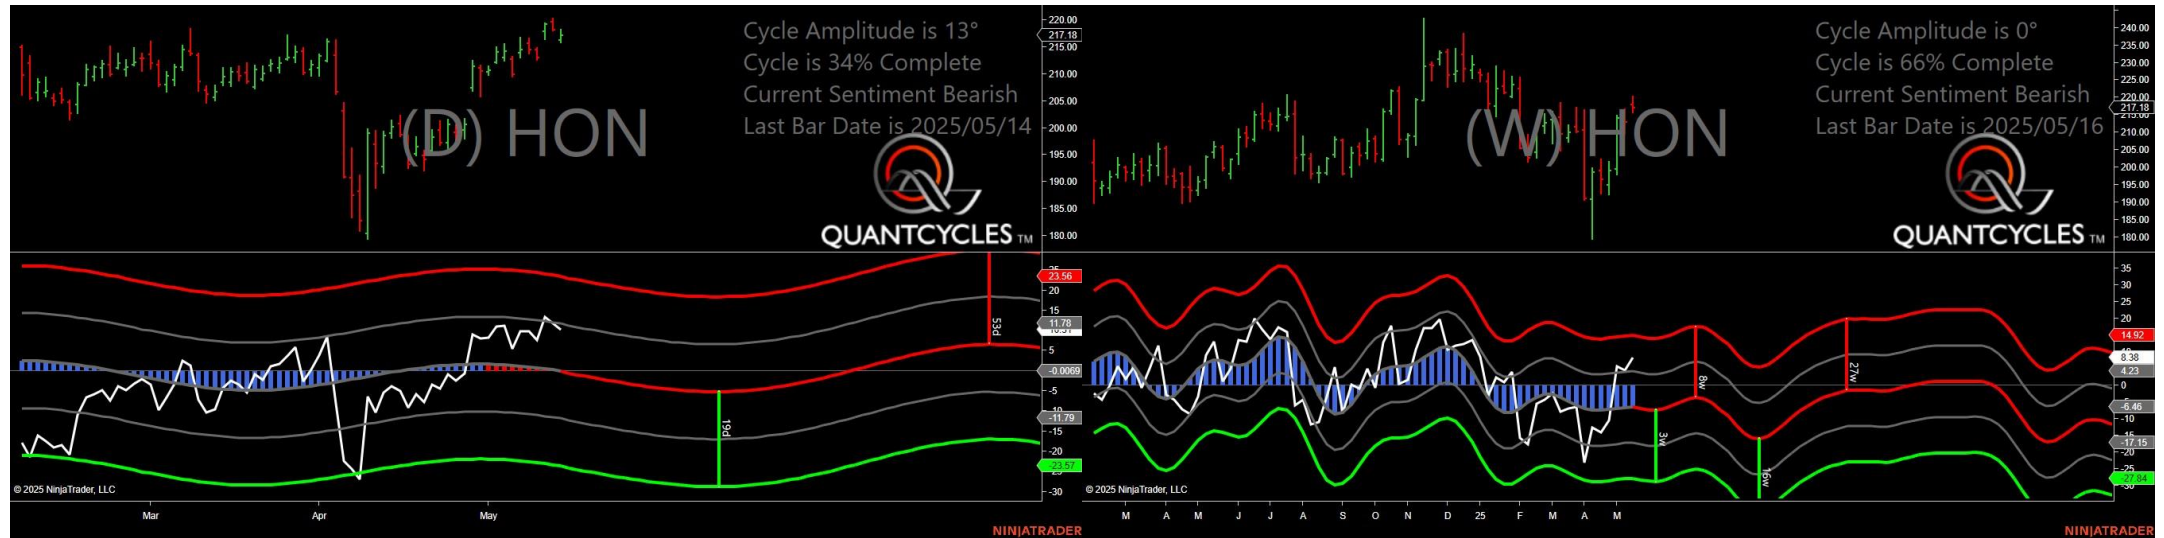 Cycle Amplitude is 13°
Cycle is 34% Complete
Current Sentiment Bearish
Last Bar Date is 2025/05/14
(D) HON
QUANTCYCLES TM
220.00
217.18
215.00
210.00
205.00
200.00
195.00
190.00
185.00
180.00
23.56
20
15
11.78
5
-0.0069
-5
-11.79
-15
-20
-23.57
-30
53d
19d
© 2025 NinjaTrader, LLC
Mar
Apr
May
NINJATRADER
Cycle Amplitude is 0°
Cycle is 66% Complete
Current Sentiment Bearish
Last Bar Date is 2025/05/16
(W) HON
QUANTCYCLES TM
240.00
235.00
230.00
225.00
220.00
217.18
210.00
205.00
200.00
195.00
190.00
185.00
180.00
35
30
25
20
14.92
8.38
4.23
0
-6.46
-10
-17.15
-20
-27.84
8w
27w
3w
16w
© 2025 NinjaTrader, LLC
M A M J J A S O N D 25 F M A M
NINJATRADER